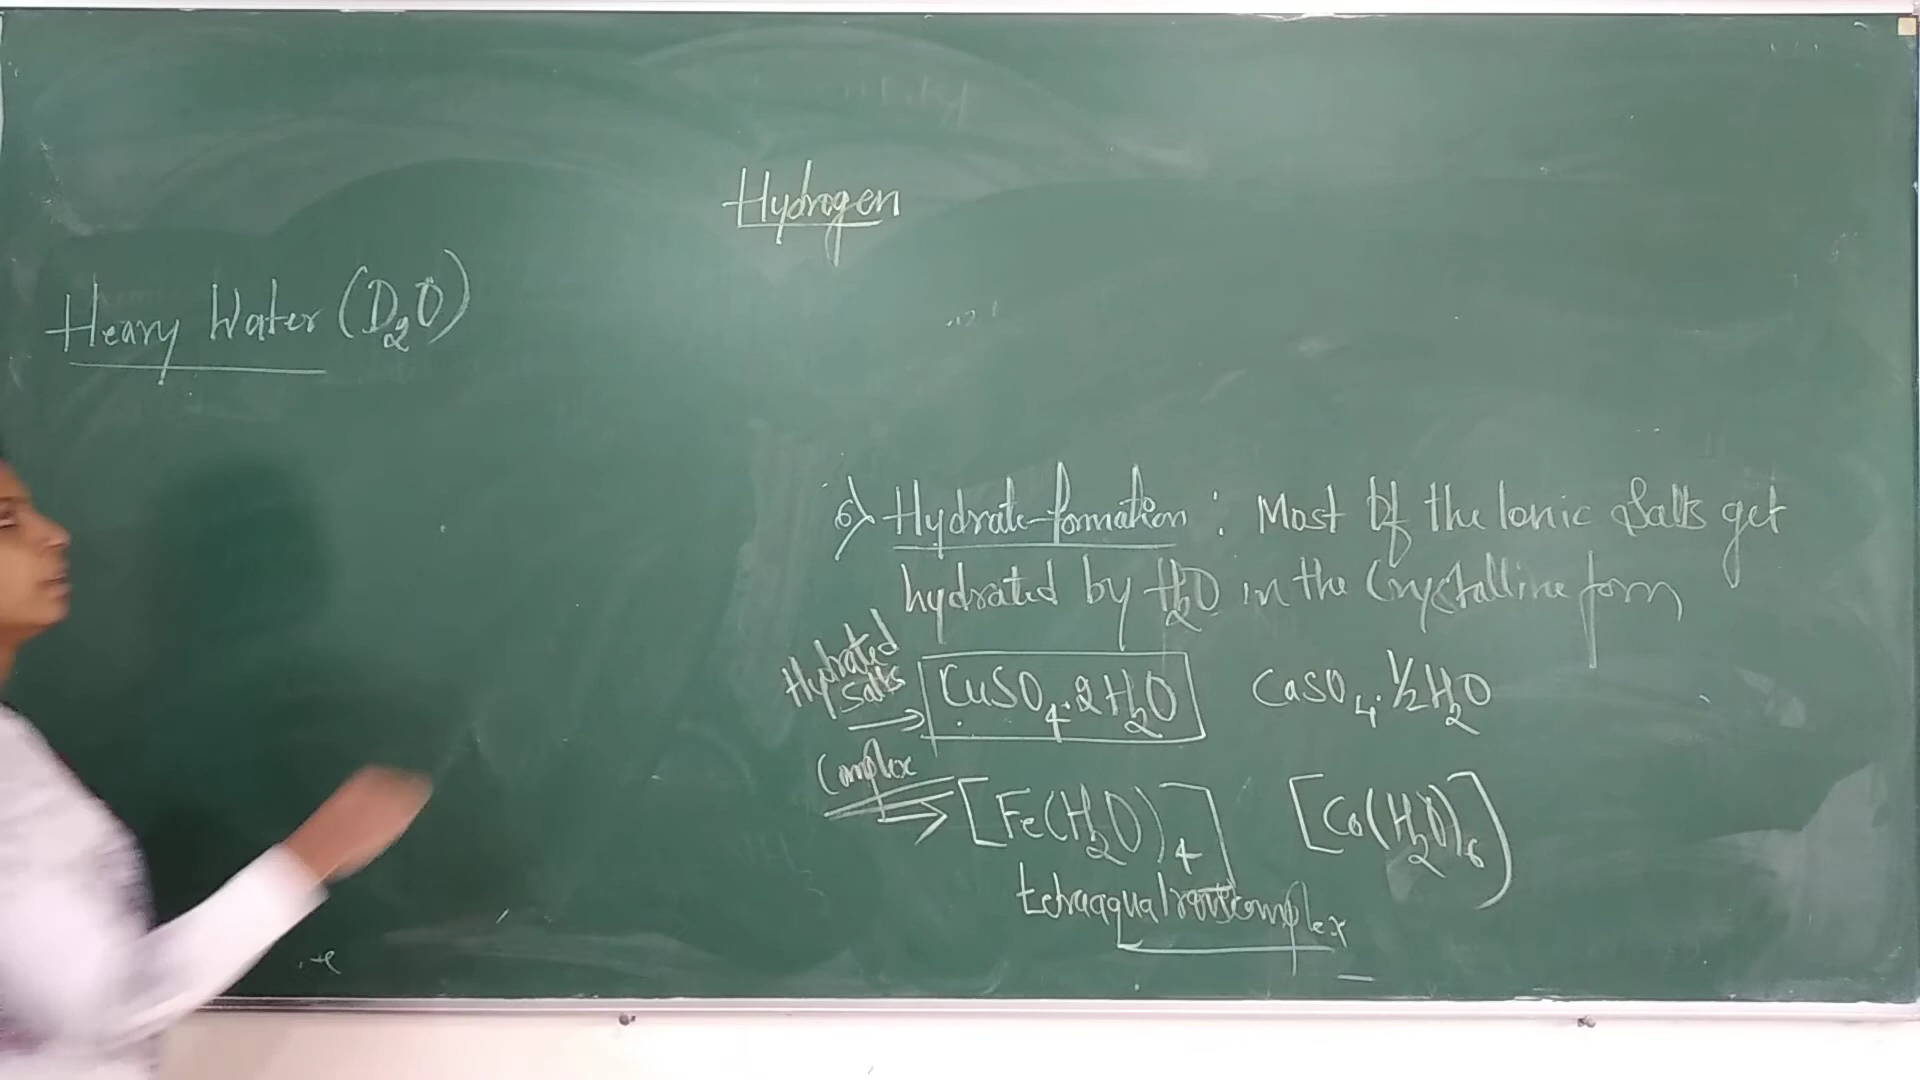 Hydrogen
Heavy Water (D₂O)
6) Hydrate formation : Most of the Ionic Salts get
hydrated by H₂O in the Crystalline form
Hydrated
Salts
→ CuSO₄.2H₂O CaSO₄.½H₂O
Complex
⇒ [Fe(H₂O)₄] [Co(H₂O)₆]
complex